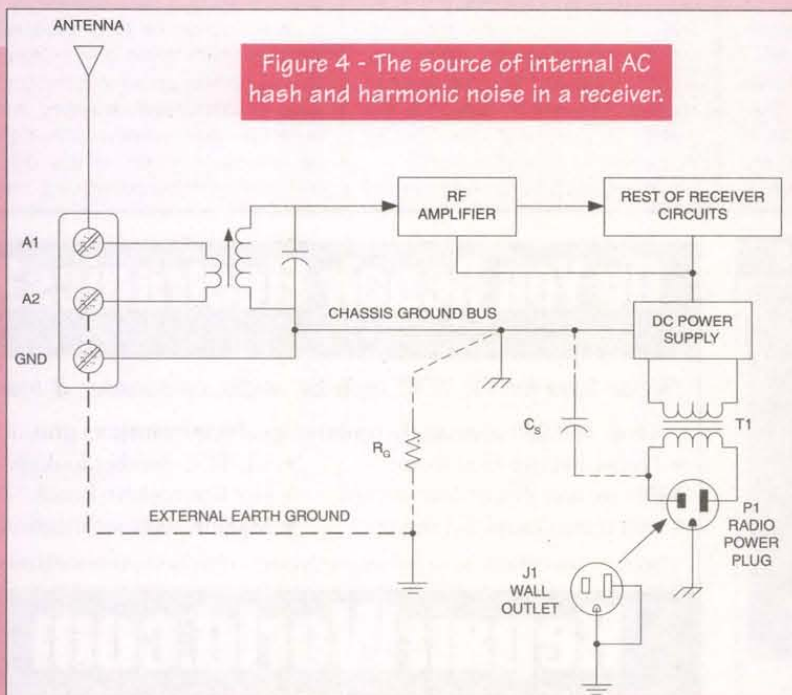 ANTENNA
Figure 4 - The source of internal AC
hash and harmonic noise in a receiver.
RF
AMPLIFIER
REST OF RECEIVER
CIRCUITS
A1
A2
GND
CHASSIS GROUND BUS
DC POWER
SUPPLY
T1
CS
RG
EXTERNAL EARTH GROUND
P1
RADIO
POWER
PLUG
J1
WALL
OUTLET